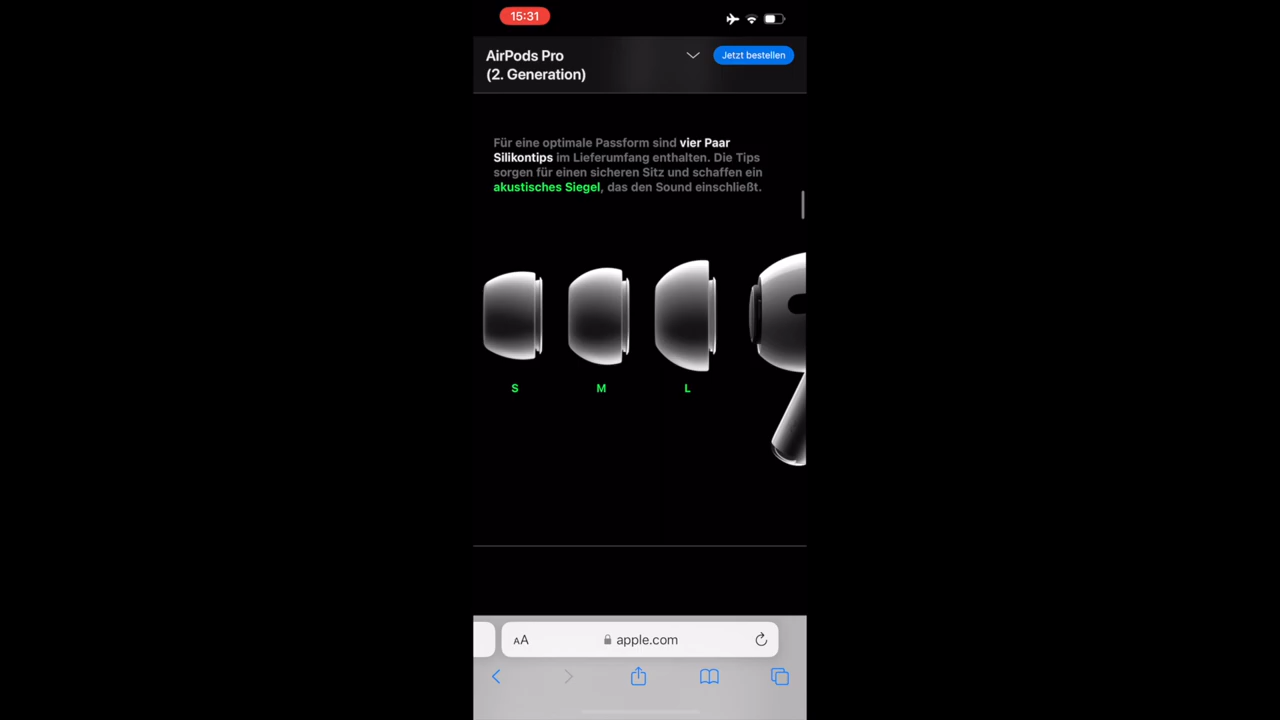 15:31
AirPods Pro
(2. Generation)
Jetzt bestellen
Für eine optimale Passform sind vier Paar
Silikontips im Lieferumfang enthalten. Die Tips
sorgen für einen sicheren Sitz und schaffen ein
akustisches Siegel, das den Sound einschließt.
S M L
AA apple.com